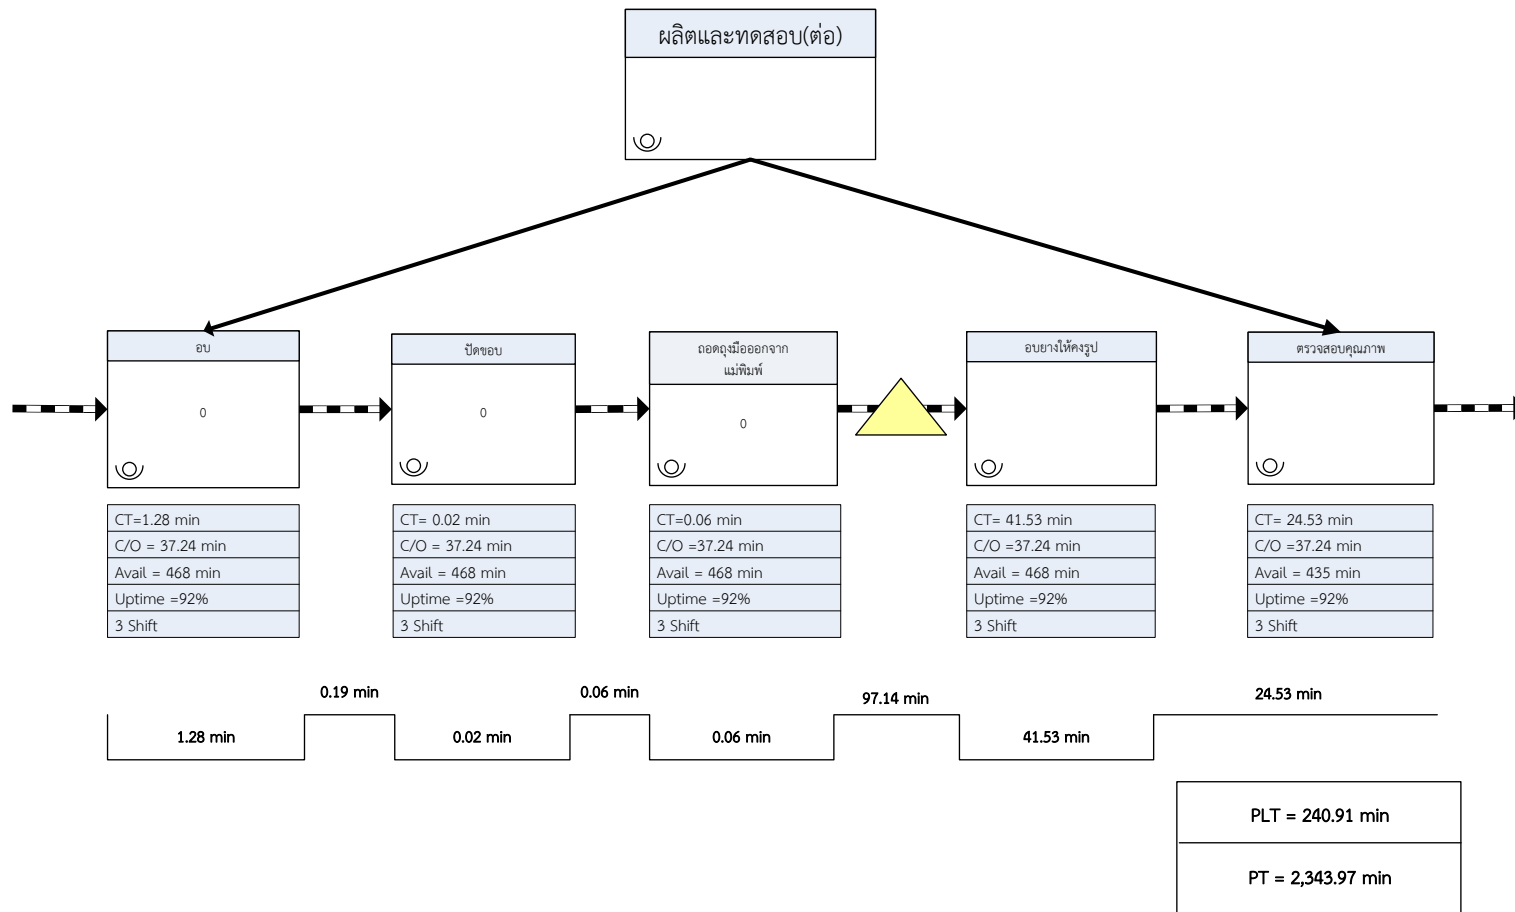 ผลิตและทดสอบ(ต่อ)
อบ
0
ปัดขอบ
0
ถอดถุงมือออกจาก
แม่พิมพ์
0
อบยางให้คงรูป
ตรวจสอบคุณภาพ
CT=1.28 min
C/O = 37.24 min
Avail = 468 min
Uptime =92%
3 Shift
CT= 0.02 min
C/O = 37.24 min
Avail = 468 min
Uptime =92%
3 Shift
CT=0.06 min
C/O =37.24 min
Avail = 468 min
Uptime =92%
3 Shift
CT= 41.53 min
C/O =37.24 min
Avail = 468 min
Uptime =92%
3 Shift
CT= 24.53 min
C/O =37.24 min
Avail = 435 min
Uptime =92%
3 Shift
0.19 min
0.06 min
97.14 min
24.53 min
1.28 min
0.02 min
0.06 min
41.53 min
PLT = 240.91 min
PT = 2,343.97 min